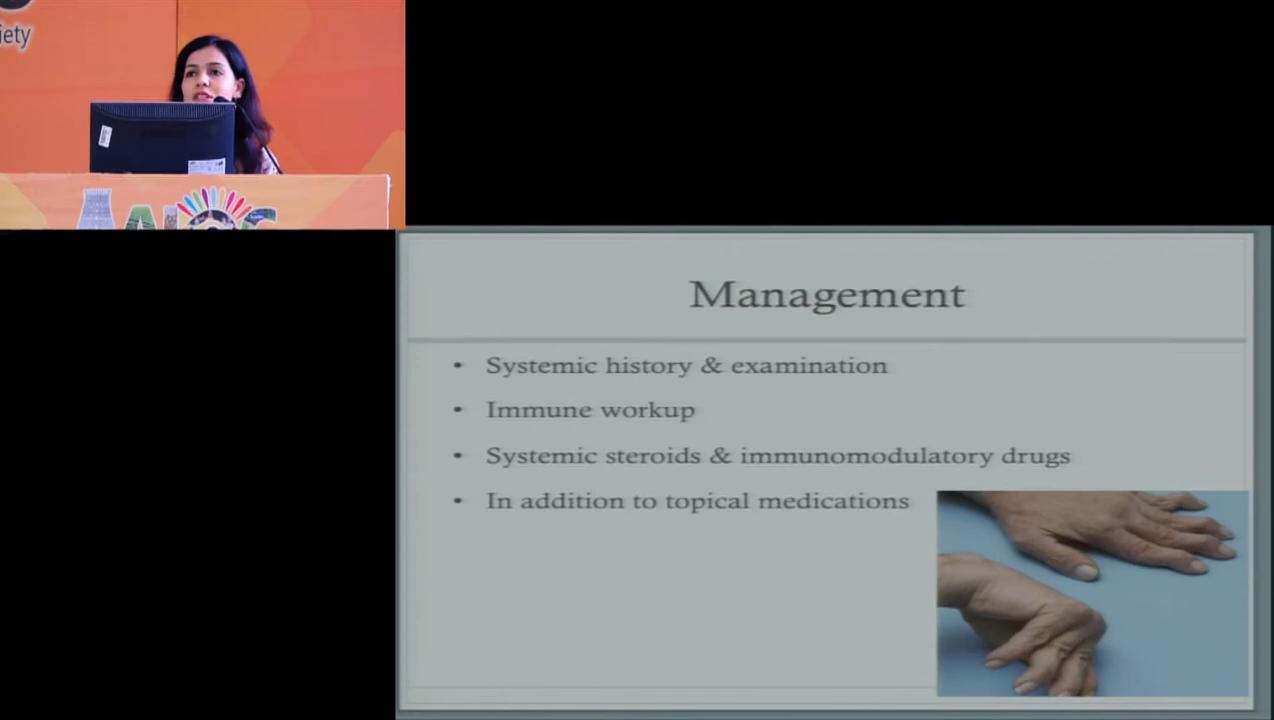 iety
Management
• Systemic history & examination
• Immune workup
• Systemic steroids & immunomodulatory drugs
• In addition to topical medications